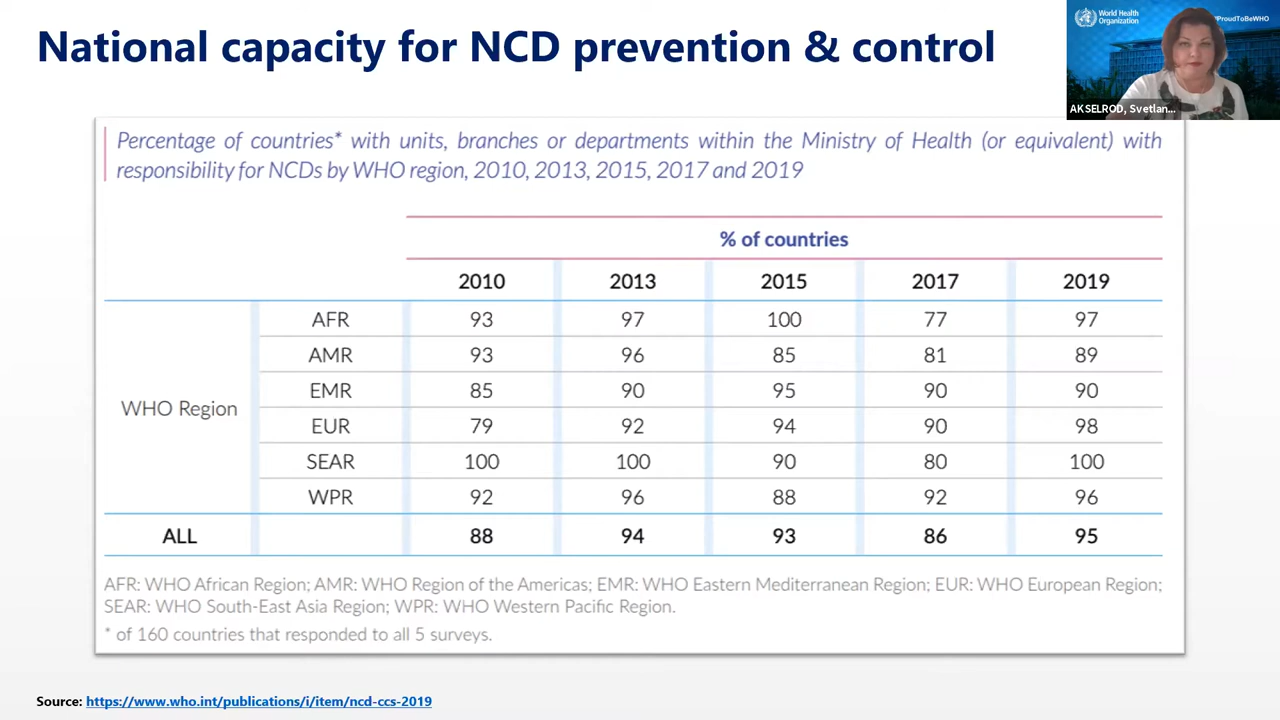 National capacity for NCD prevention & control
World Health
Organization
#ProudToBeWHO
AKSELROD, Svetlan...
Percentage of countries* with units, branches or departments within the Ministry of Health (or equivalent) with
responsibility for NCDs by WHO region, 2010, 2013, 2015, 2017 and 2019
% of countries
2010 2013 2015 2017 2019
WHO Region
AFR 93 97 100 77 97
AMR 93 96 85 81 89
EMR 85 90 95 90 90
EUR 79 92 94 90 98
SEAR 100 100 90 80 100
WPR 92 96 88 92 96
ALL 88 94 93 86 95
AFR: WHO African Region; AMR: WHO Region of the Americas; EMR: WHO Eastern Mediterranean Region; EUR: WHO European Region;
SEAR: WHO South-East Asia Region; WPR: WHO Western Pacific Region.
* of 160 countries that responded to all 5 surveys.
Source: https://www.who.int/publications/i/item/ncd-ccs-2019